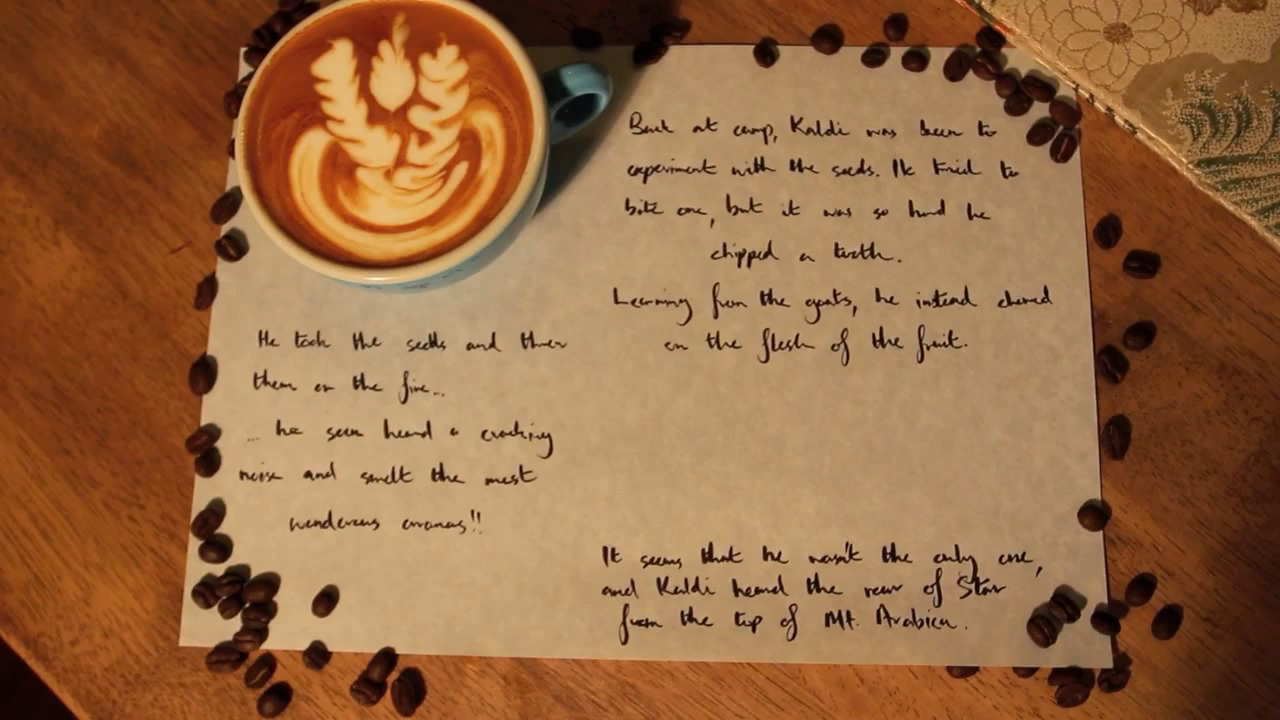 Back at camp, Kaldi was keen to
experiment with the seeds. He tried to
bite one, but it was so hard he
chipped a tooth.
Learning from the goats, he instead chewed
on the flesh of the fruit.
He took the seeds and threw
them on the fire...
... he soon heard a cracking
noise and smelt the most
wonderous aromas!!
It seems that he wasn't the only one,
and Kaldi heard the roar of Star
from the top of Mt. Arabica.